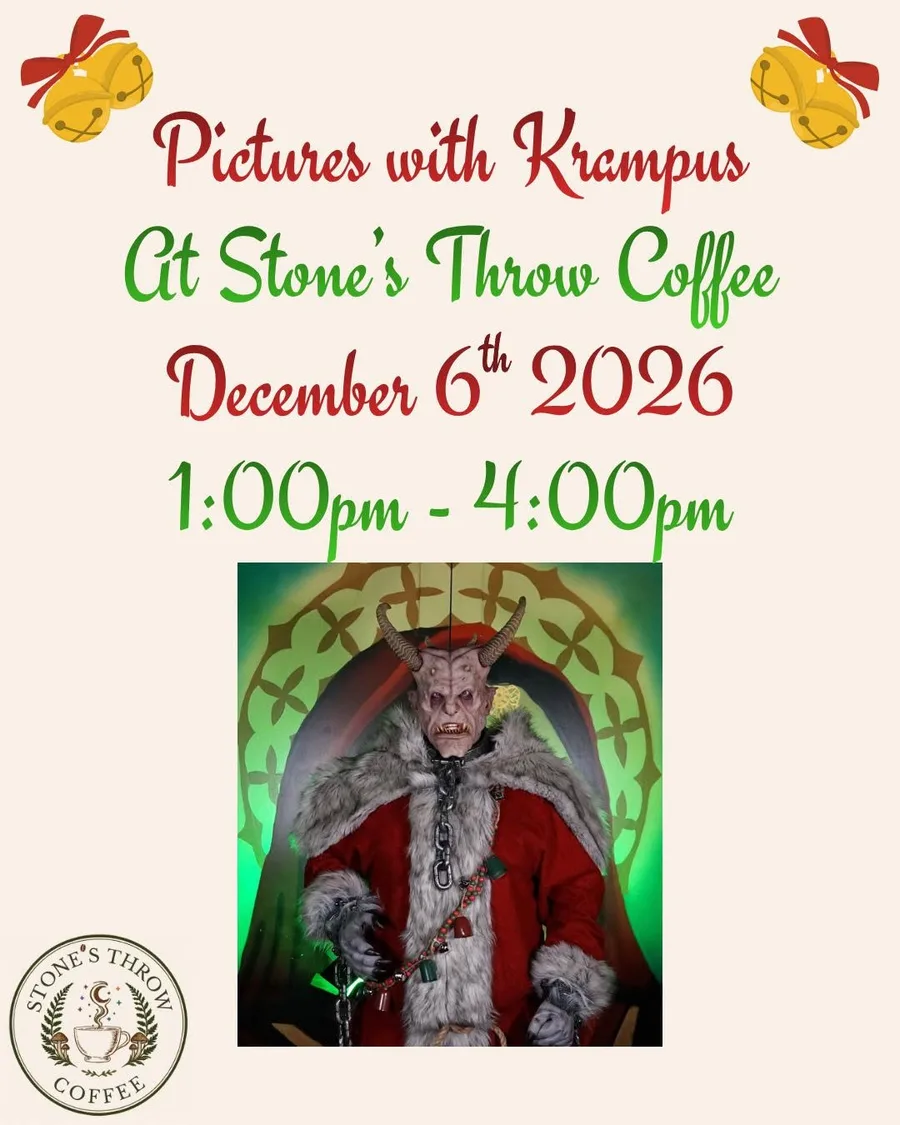 Pictures with Krampus
At Stone's Throw Coffee
December 6th 2026
1:00pm - 4:00pm
STONE'S THROW
COFFEE